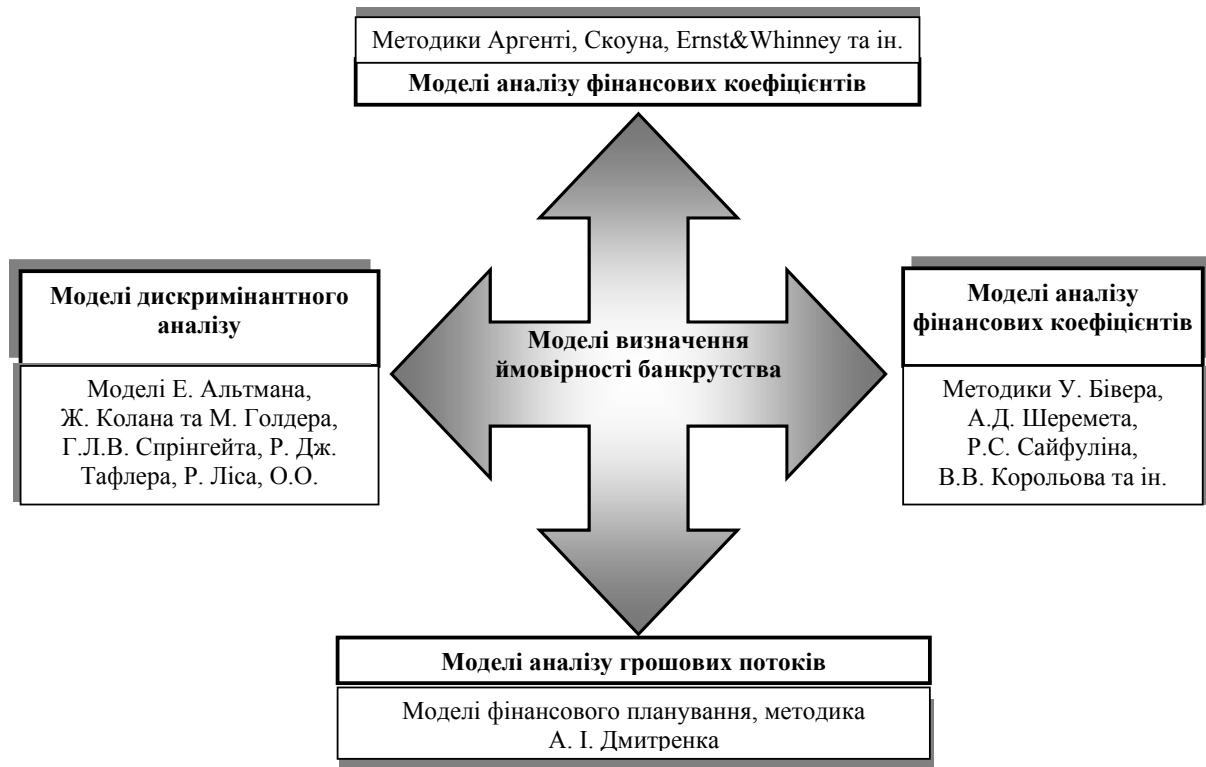 Методики Аргенті, Скоуна, Ernst&Whinney та ін.
Моделі аналізу фінансових коефіцієнтів
Моделі дискримінантного
аналізу
Моделі Е. Альтмана,
Ж. Колана та М. Голдера,
Г.Л.В. Спрінгейта, Р. Дж.
Тафлера, Р. Ліса, О.О.
Моделі визначення
ймовірності банкрутства
Моделі аналізу
фінансових коефіцієнтів
Методики У. Бівера,
А.Д. Шеремета,
Р.С. Сайфуліна,
В.В. Корольова та ін.
Моделі аналізу грошових потоків
Моделі фінансового планування, методика
А. І. Дмитренка